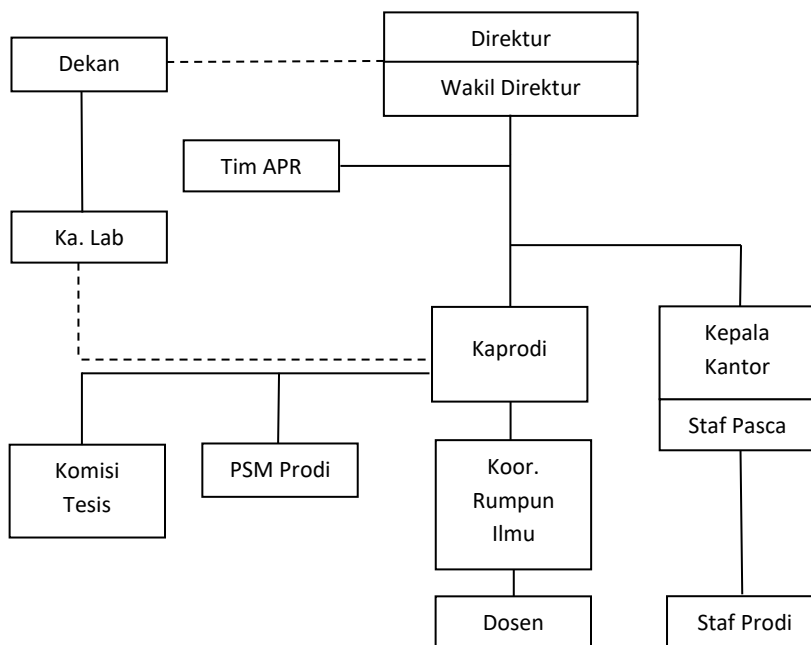 Direktur
Dekan
Wakil Direktur
Tim APR
Ka. Lab
Kaprodi
Kepala
Kantor
Staf Pasca
Komisi
Tesis
PSM Prodi
Koor.
Rumpun
Ilmu
Dosen
Staf Prodi